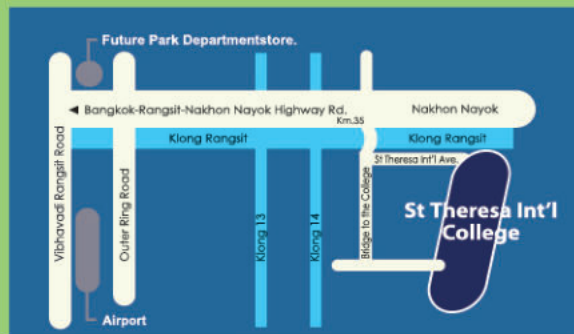 Future Park Departmentstore.
Bangkok-Rangsit-Nakhon Nayok Highway Rd.
Nakhon Nayok
Km.35
Klong Rangsit
Klong Rangsit
St Theresa Int'l Ave.
Vibhavadi Rangsit Road
Outer Ring Road
Klong 13
Klong 14
Bridge to the College
St Theresa Int'l
College
Airport